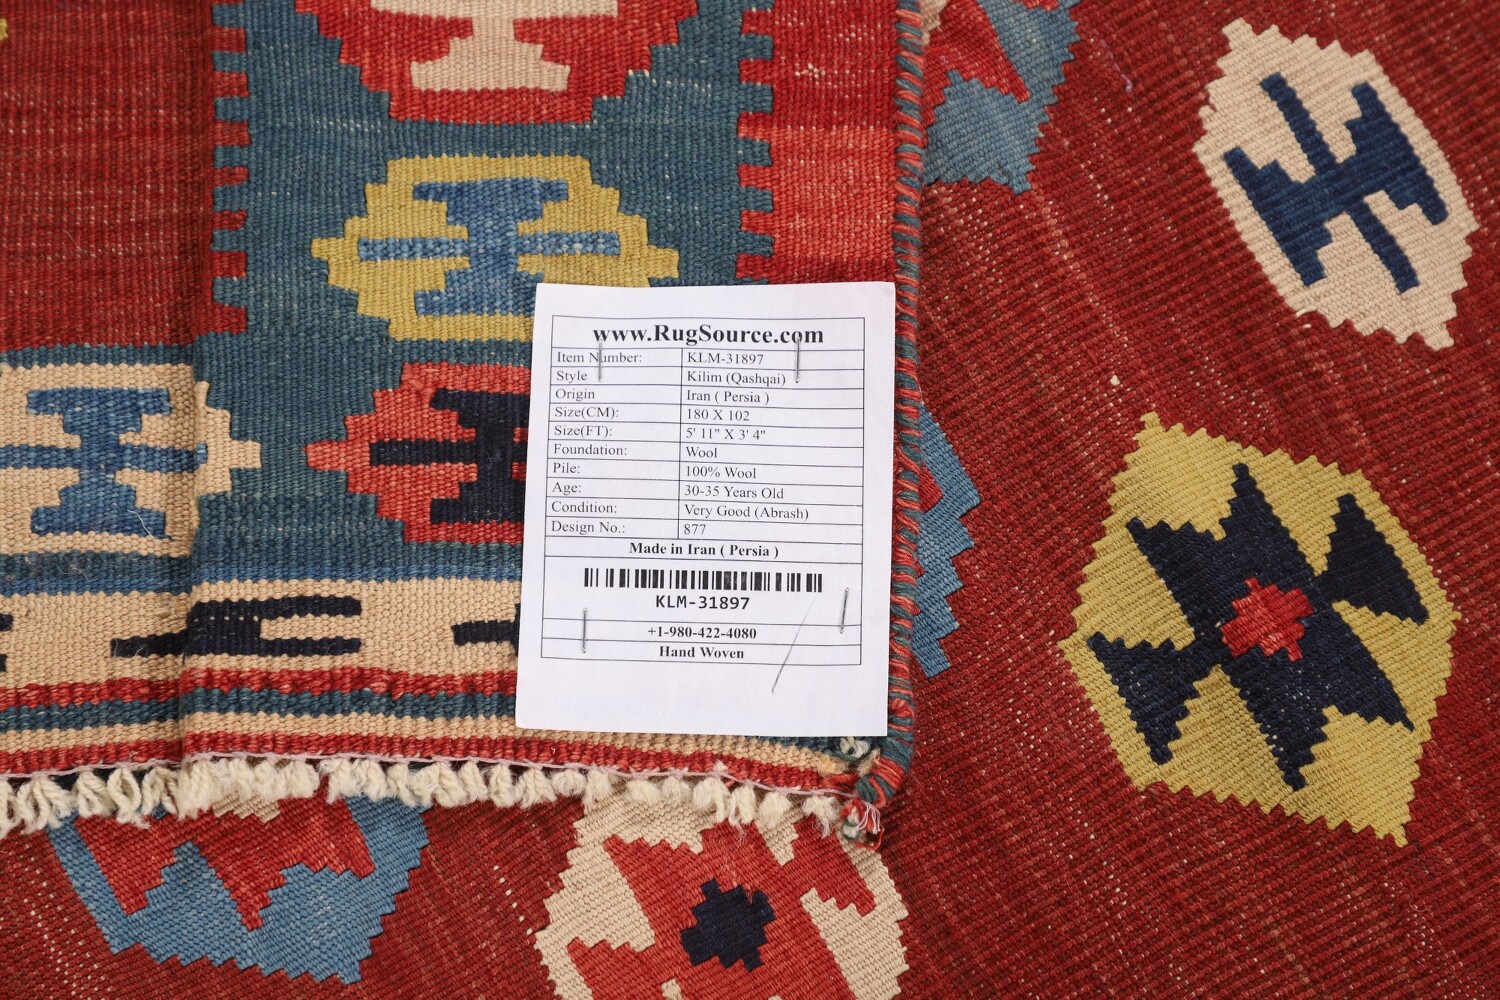 www.RugSource.com
Item Number: KLM-31897
Style Kilim (Qashqai)
Origin Iran ( Persia )
Size(CM): 180 X 102
Size(FT): 5' 11" X 3' 4"
Foundation: Wool
Pile: 100% Wool
Age: 30-35 Years Old
Condition: Very Good (Abrash)
Design No.: 877
Made in Iran ( Persia )
KLM-31897
+1-980-422-4080
Hand Woven